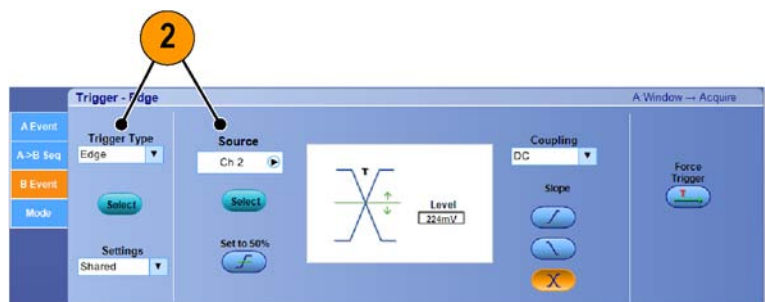 2
Trigger - Edge
A:Window → Acquire
A Event
A->B Seq
B Event
Mode
Trigger Type
Edge
Select
Settings
Shared
Source
Ch 2
Select
Set to 50%
T
Level
224mV
Coupling
DC
Slope
Force
Trigger
T